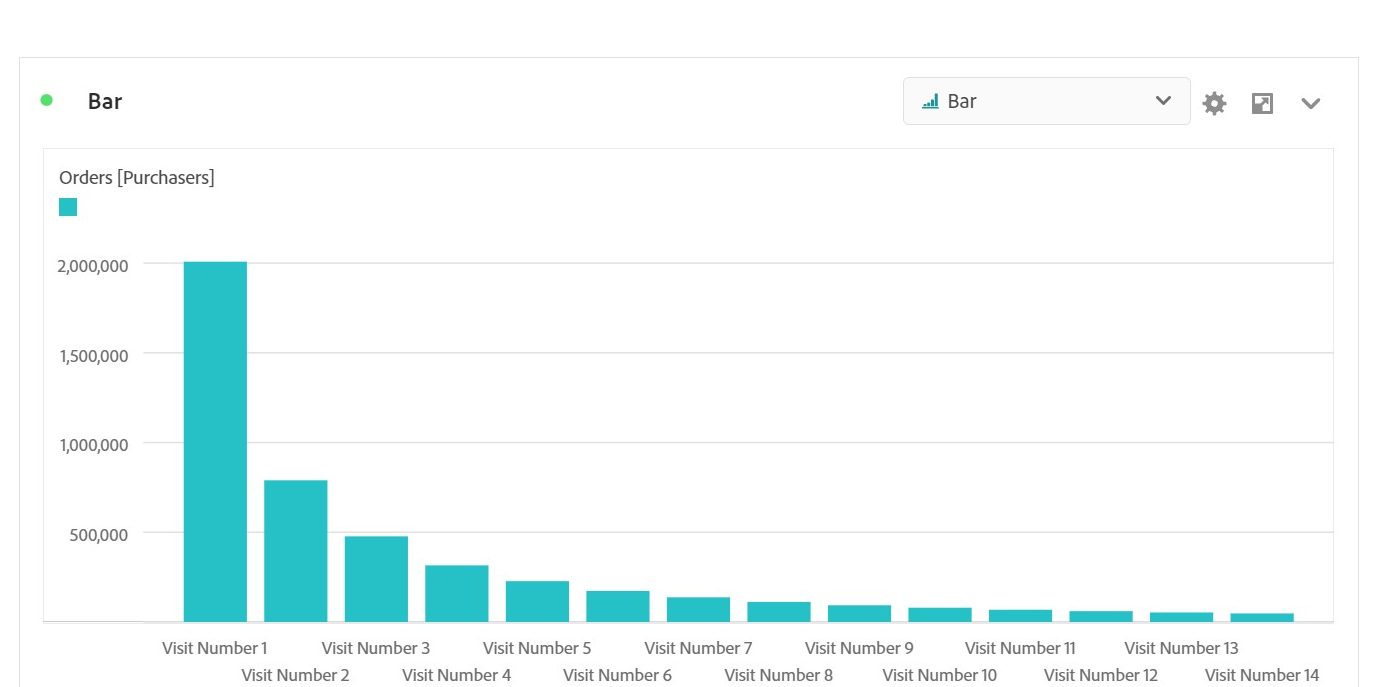 Bar
Bar
Orders [Purchasers]
2,000,000
1,500,000
1,000,000
500,000
Visit Number 1
Visit Number 2
Visit Number 3
Visit Number 4
Visit Number 5
Visit Number 6
Visit Number 7
Visit Number 8
Visit Number 9
Visit Number 10
Visit Number 11
Visit Number 12
Visit Number 13
Visit Number 14